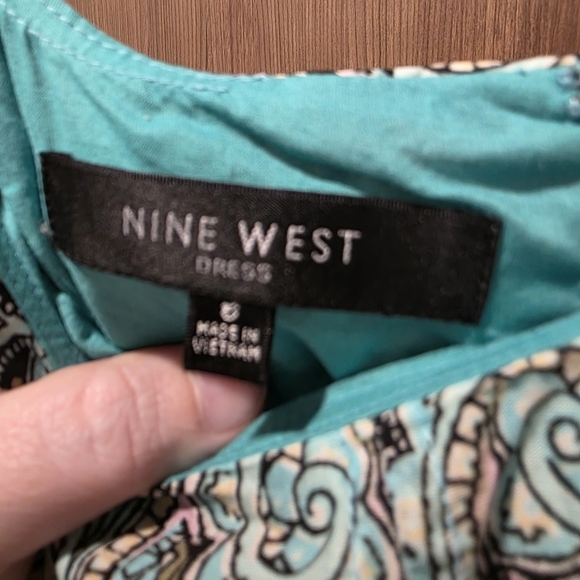 NINE WEST
DRESS
8
MADE IN
VIETNAM